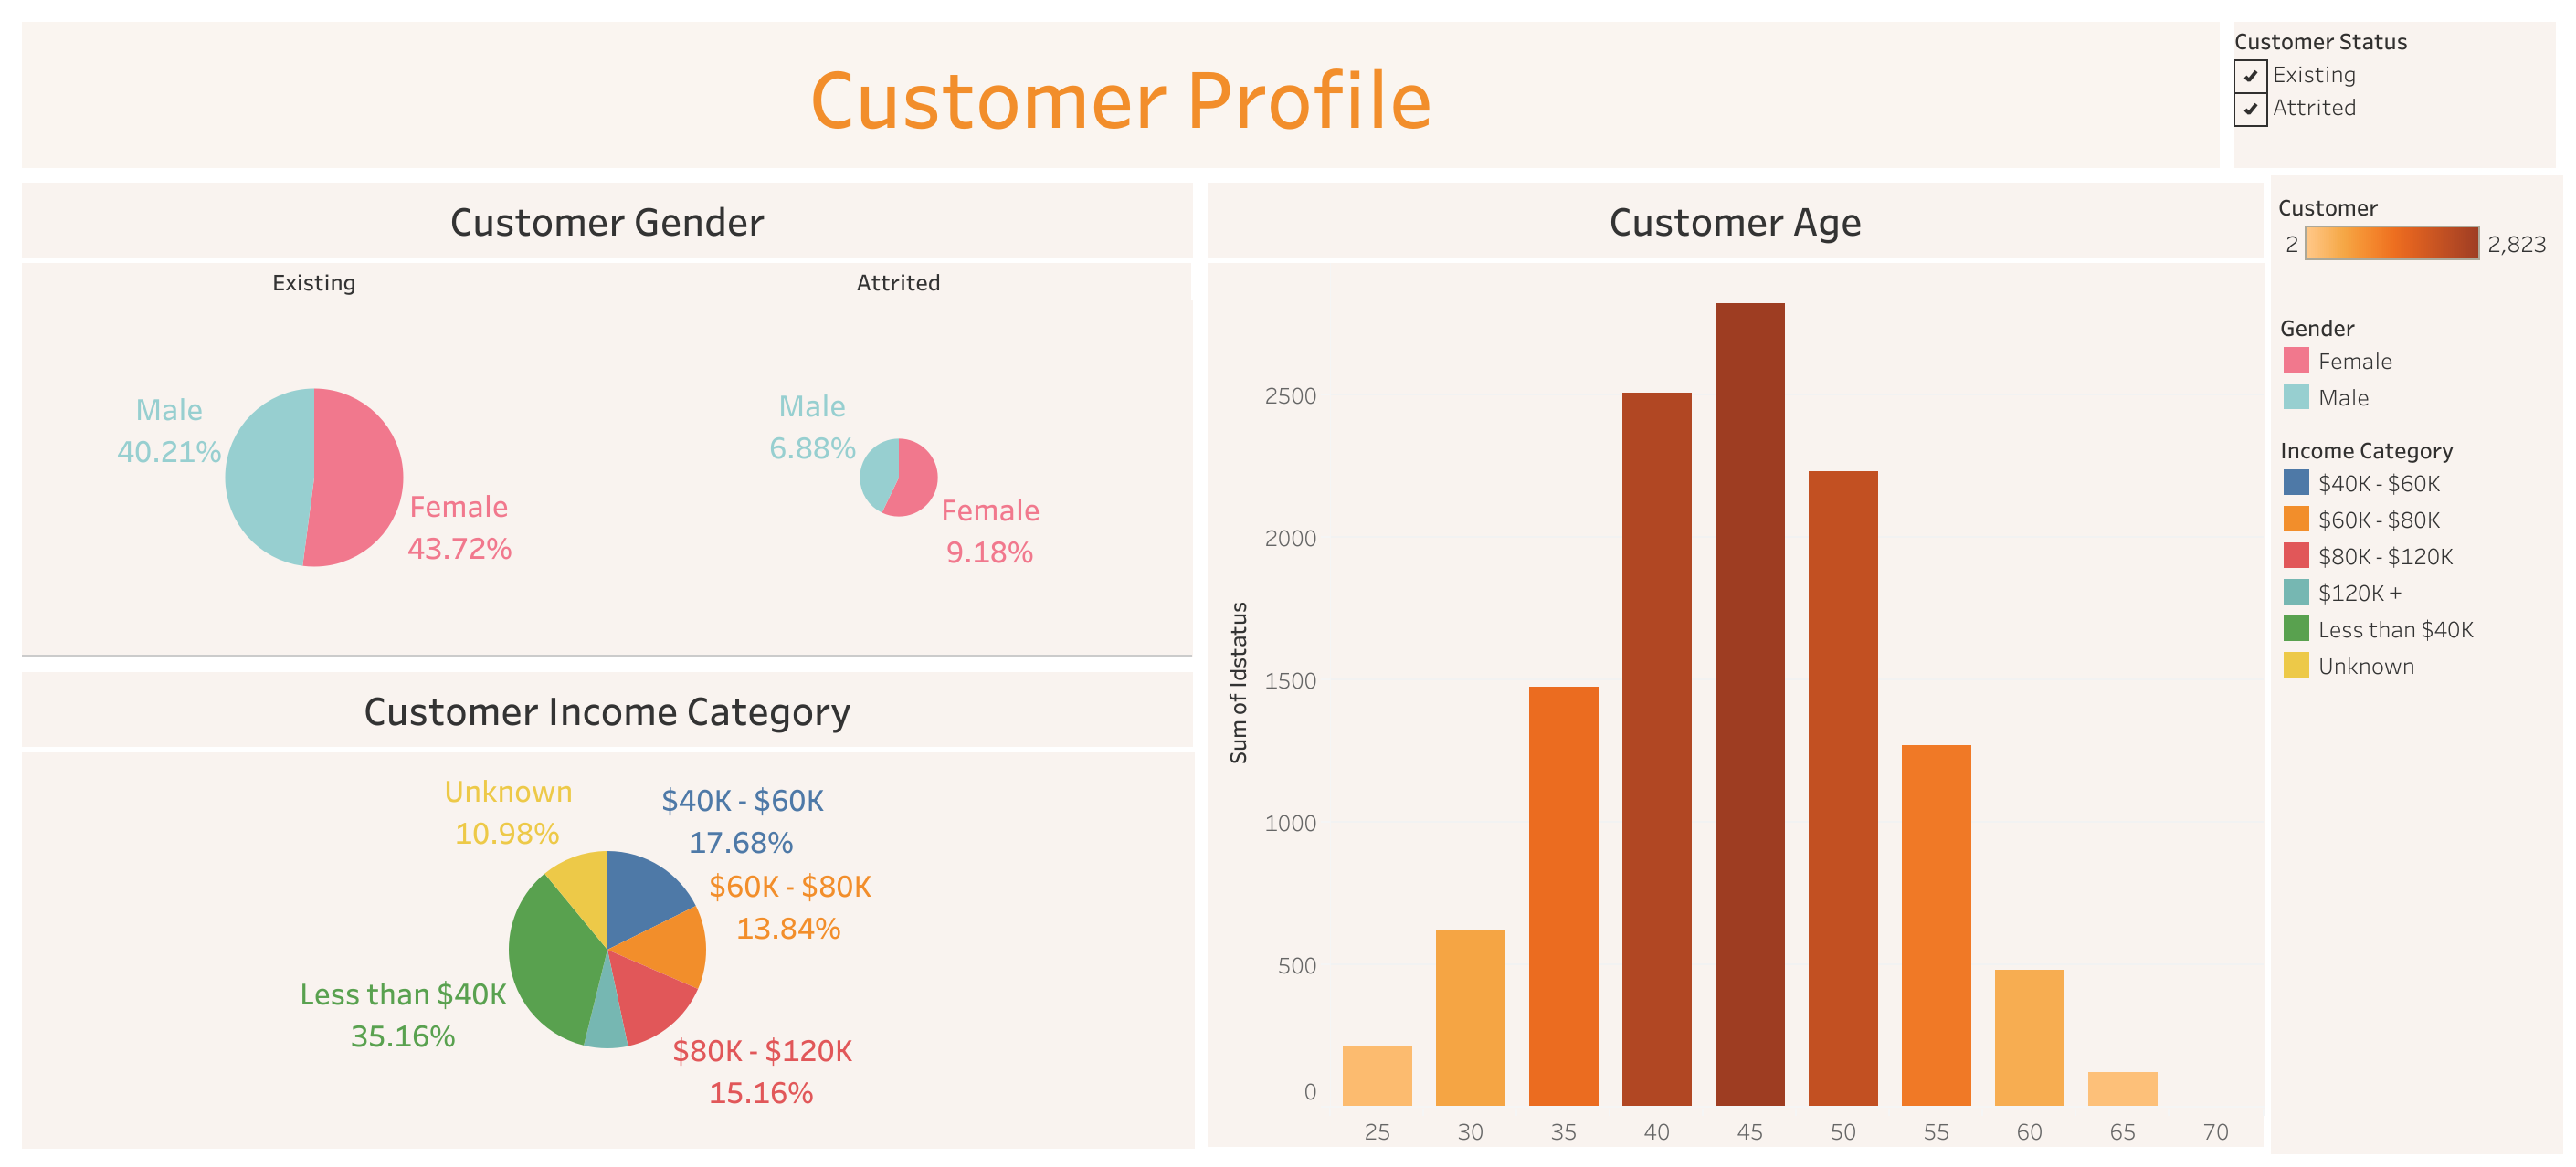 Customer Profile
Customer Status
Existing
Attrited
Customer Gender
Existing
Attrited
Male
40.21%
Female
43.72%
Male
6.88%
Female
9.18%
Customer Income Category
Unknown
10.98%
$40K - $60K
17.68%
$60K - $80K
13.84%
Less than $40K
35.16%
$80K - $120K
15.16%
Customer Age
Sum of Idstatus
2500
2000
1500
1000
500
0
25 30 35 40 45 50 55 60 65 70
Customer
2 2,823
Gender
Female
Male
Income Category
$40K - $60K
$60K - $80K
$80K - $120K
$120K +
Less than $40K
Unknown